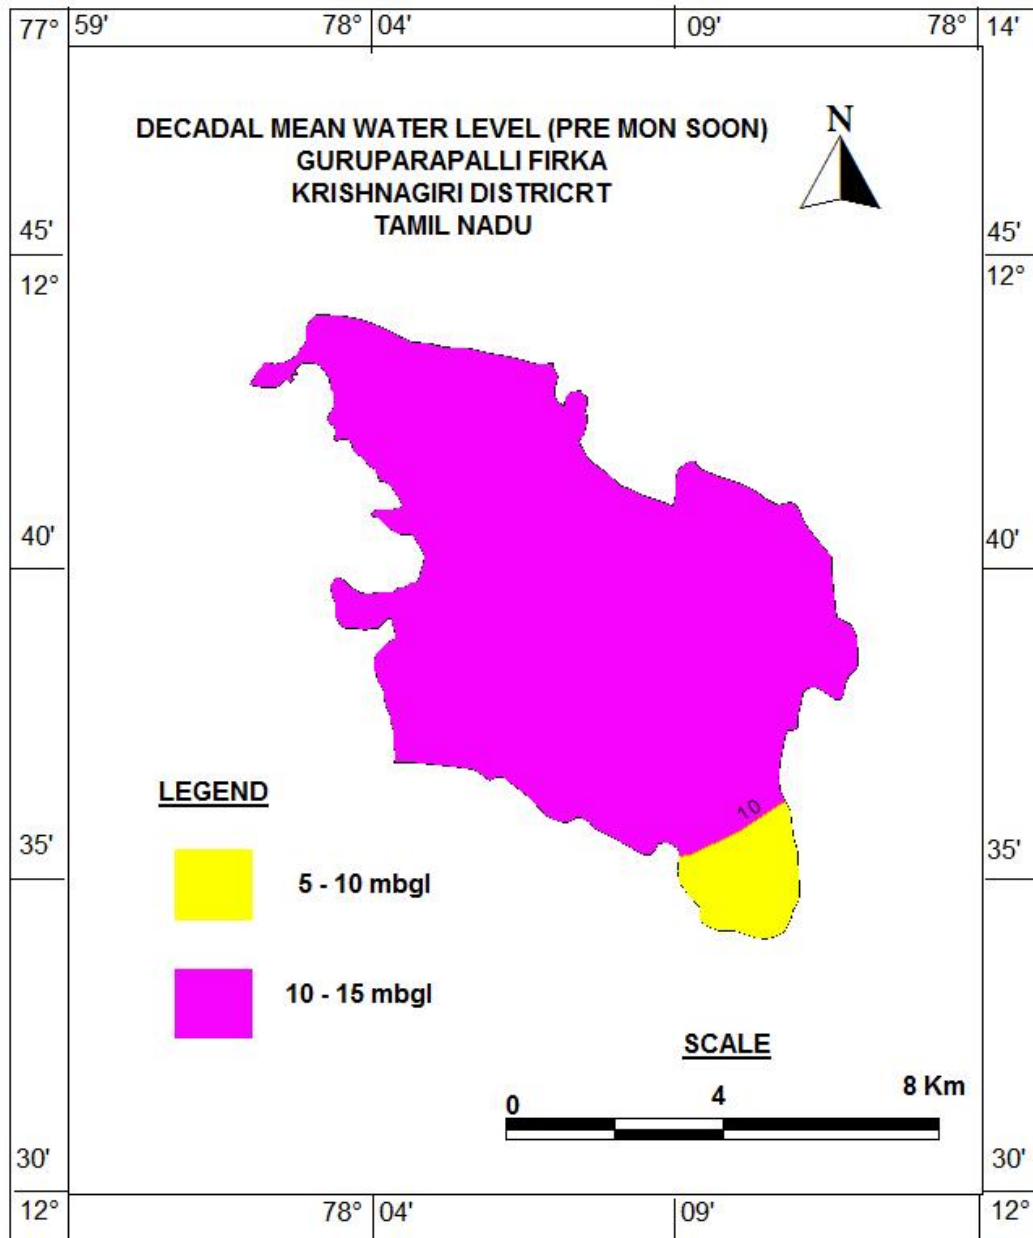 77° 59' 78° 04' 09' 78° 14'
DECADAL MEAN WATER LEVEL (PRE MON SOON)
GURUPARAPALLI FIRKA
KRISHNAGIRI DISTRICRT
TAMIL NADU
N
45' 45'
12° 12°
40' 40'
10
LEGEND
35' 35'
5 - 10 mbgl
10 - 15 mbgl
SCALE
0 4 8 Km
30' 30'
12° 78° 04' 09' 12°